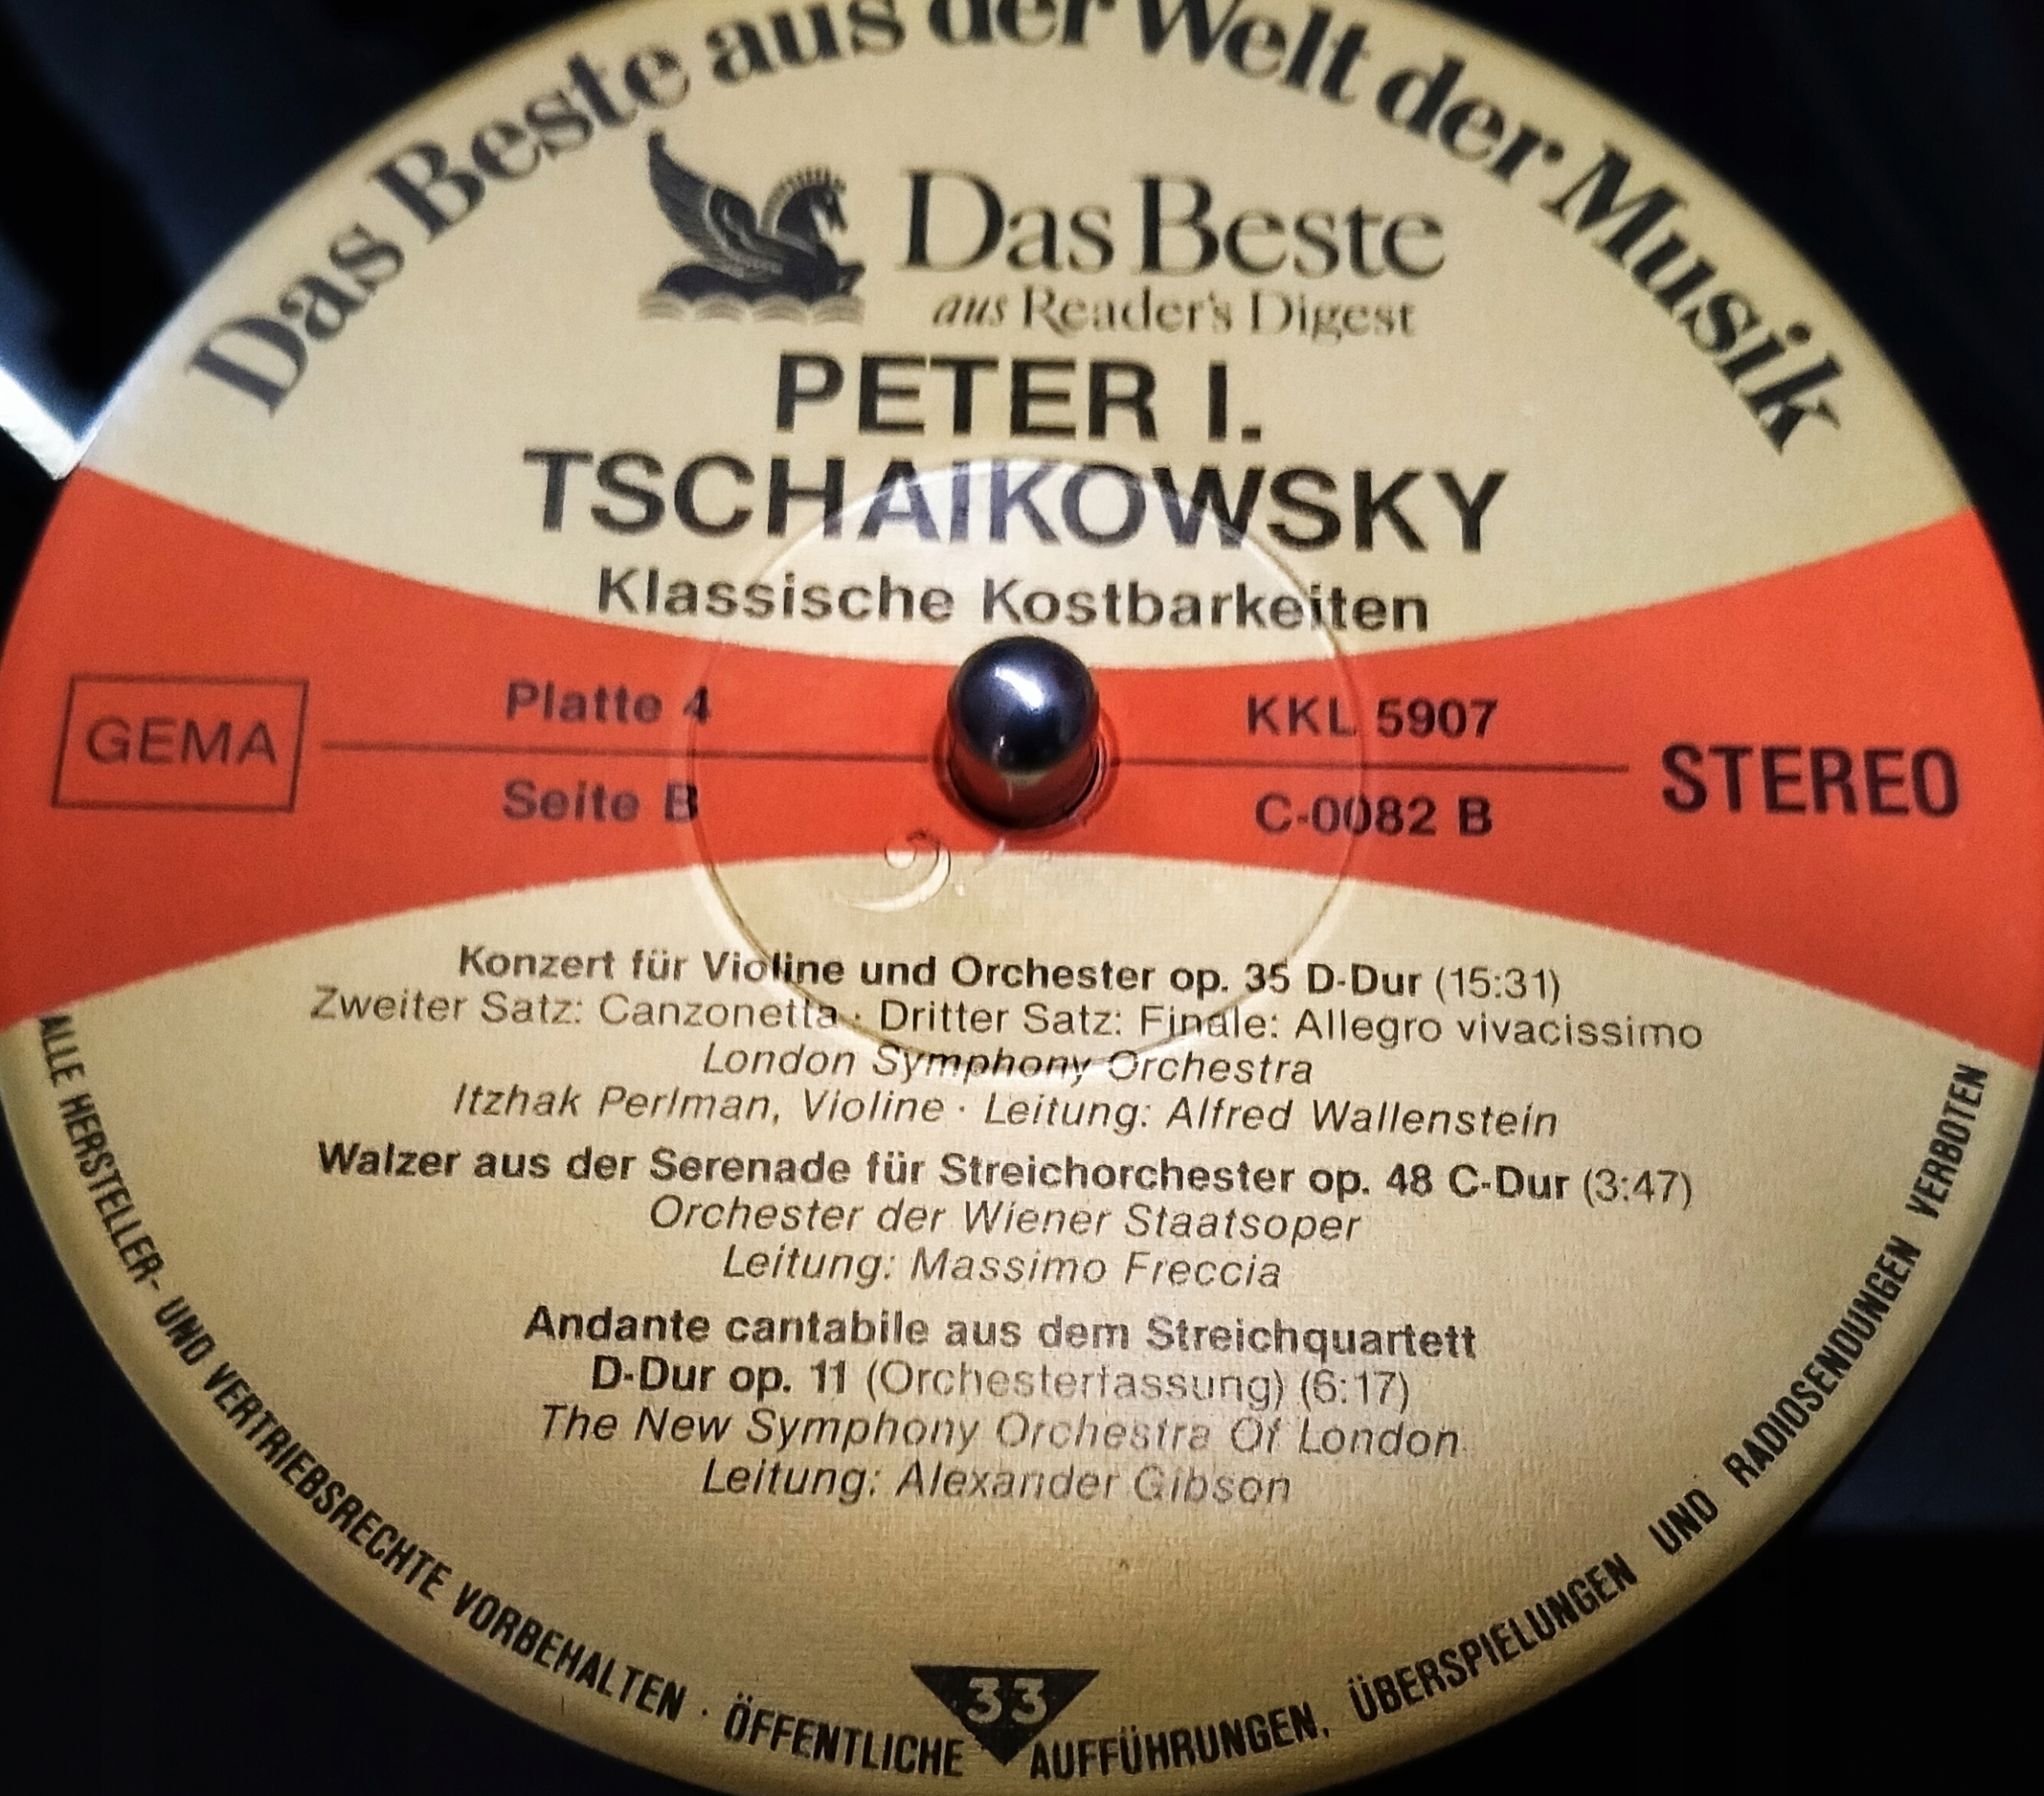 Das Beste aus der Welt der Musik
Das Beste
aus Reader's Digest
PETER I.
TSCHAIKOWSKY
Klassische Kostbarkeiten
GEMA
Platte 4
Seite B
KKL 5907
C-0082 B
STEREO
Konzert für Violine und Orchester op. 35 D-Dur (15:31)
Zweiter Satz: Canzonetta · Dritter Satz: Finale: Allegro vivacissimo
London Symphony Orchestra
Itzhak Perlman, Violine · Leitung: Alfred Wallenstein
Walzer aus der Serenade für Streichorchester op. 48 C-Dur (3:47)
Orchester der Wiener Staatsoper
Leitung: Massimo Freccia
Andante cantabile aus dem Streichquartett
D-Dur op. 11 (Orchesterfassung) (6:17)
The New Symphony Orchestra Of London
Leitung: Alexander Gibson
33
ALLE HERSTELLER- UND VERTRIEBSRECHTE VORBEHALTEN · ÖFFENTLICHE AUFFÜHRUNGEN, ÜBERSPIELUNGEN UND RADIOSENDUNGEN VERBOTEN